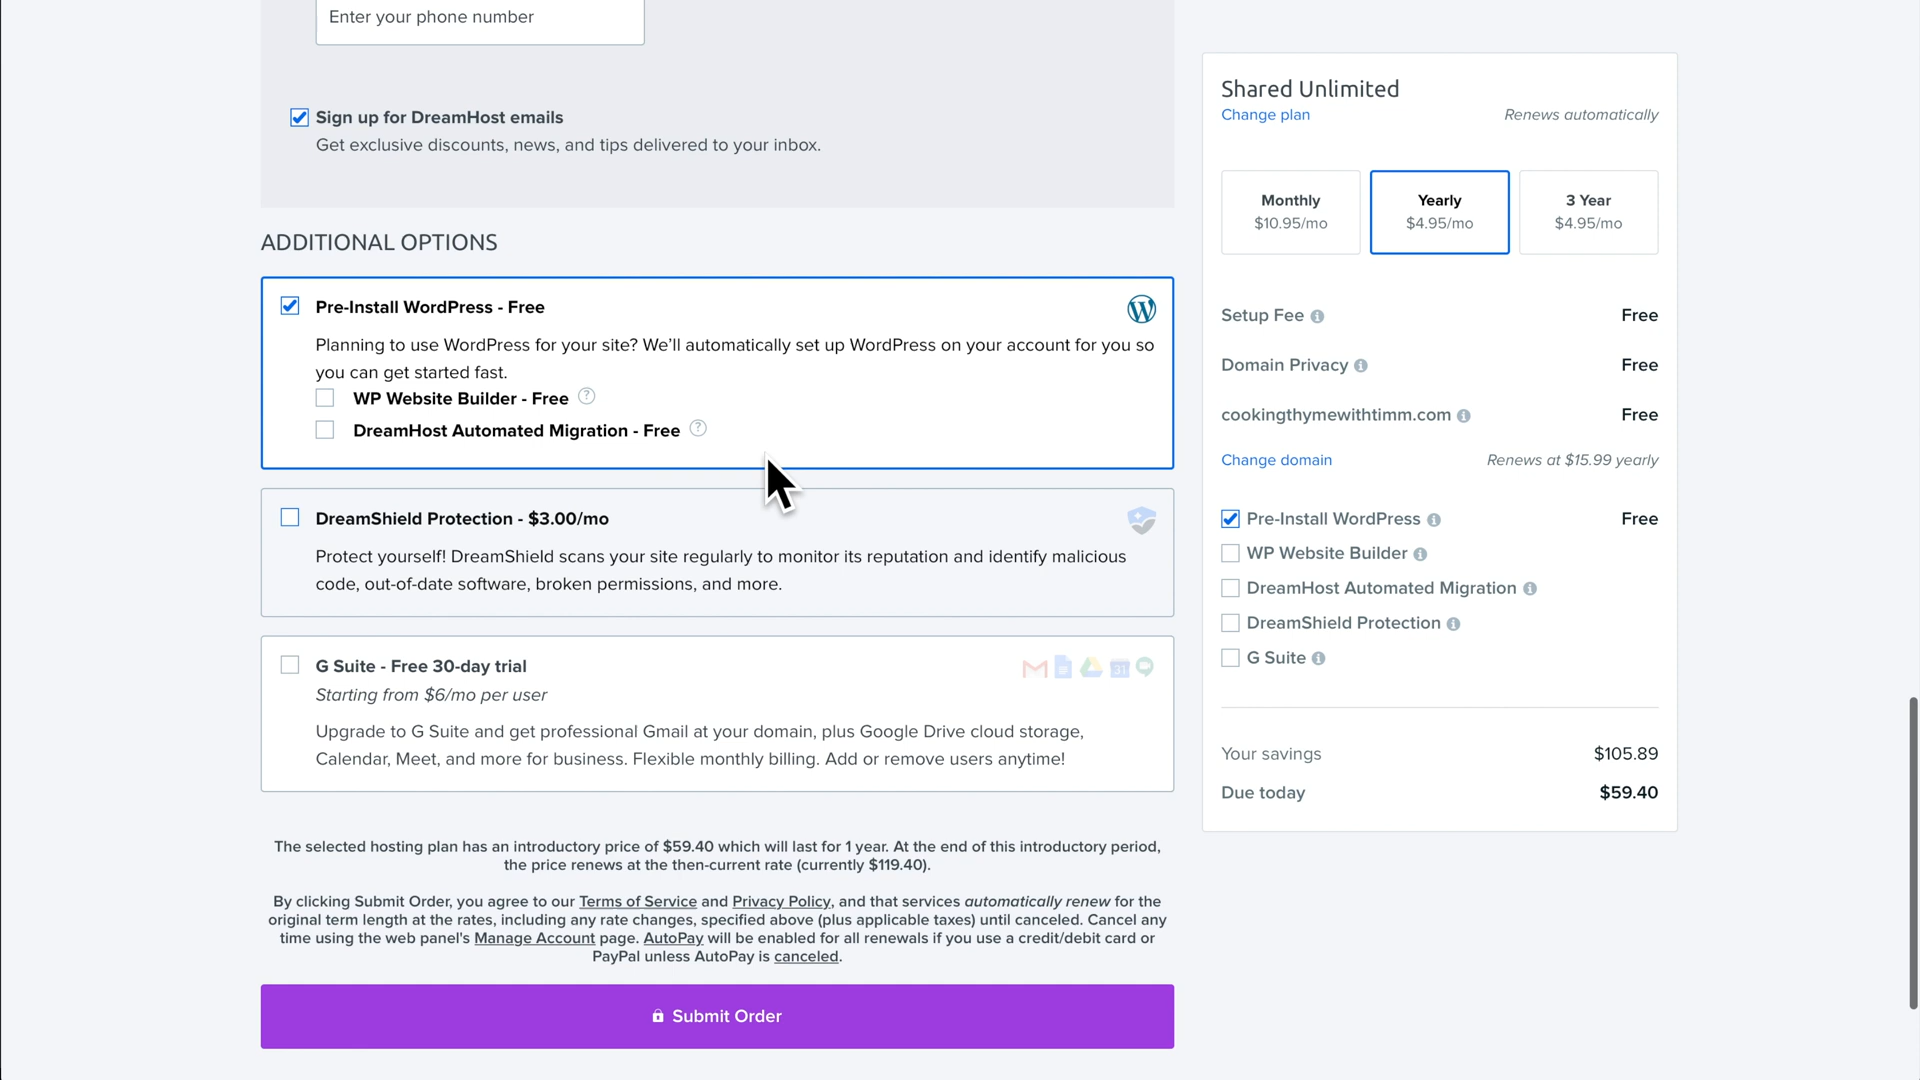 Enter your phone number
Sign up for DreamHost emails
Get exclusive discounts, news, and tips delivered to your inbox.
ADDITIONAL OPTIONS
Pre-Install WordPress - Free
Planning to use WordPress for your site? We’ll automatically set up WordPress on your account for you so
you can get started fast.
WP Website Builder - Free ?
DreamHost Automated Migration - Free ?
DreamShield Protection - $3.00/mo
Protect yourself! DreamShield scans your site regularly to monitor its reputation and identify malicious
code, out-of-date software, broken permissions, and more.
G Suite - Free 30-day trial
31
Starting from $6/mo per user
Upgrade to G Suite and get professional Gmail at your domain, plus Google Drive cloud storage,
Calendar, Meet, and more for business. Flexible monthly billing. Add or remove users anytime!
The selected hosting plan has an introductory price of $59.40 which will last for 1 year. At the end of this introductory period,
the price renews at the then-current rate (currently $119.40).
By clicking Submit Order, you agree to our Terms of Service and Privacy Policy, and that services automatically renew for the
original term length at the rates, including any rate changes, specified above (plus applicable taxes) until canceled. Cancel any
time using the web panel's Manage Account page. AutoPay will be enabled for all renewals if you use a credit/debit card or
PayPal unless AutoPay is canceled.
Submit Order
Shared Unlimited
Change plan Renews automatically
Monthly Yearly 3 Year
$10.95/mo $4.95/mo $4.95/mo
Setup Fee Free
Domain Privacy Free
cookingthymewithtimm.com Free
Change domain Renews at $15.99 yearly
Pre-Install WordPress Free
WP Website Builder
DreamHost Automated Migration
DreamShield Protection
G Suite
Your savings $105.89
Due today $59.40